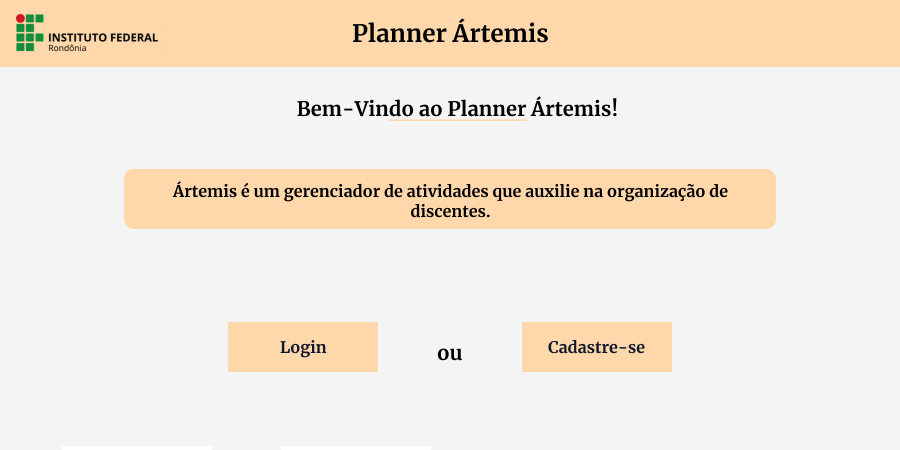 INSTITUTO FEDERAL
Rondônia
Planner Ártemis
Bem-Vindo ao Planner Ártemis!
Ártemis é um gerenciador de atividades que auxilie na organização de
discentes.
Login
ou
Cadastre-se